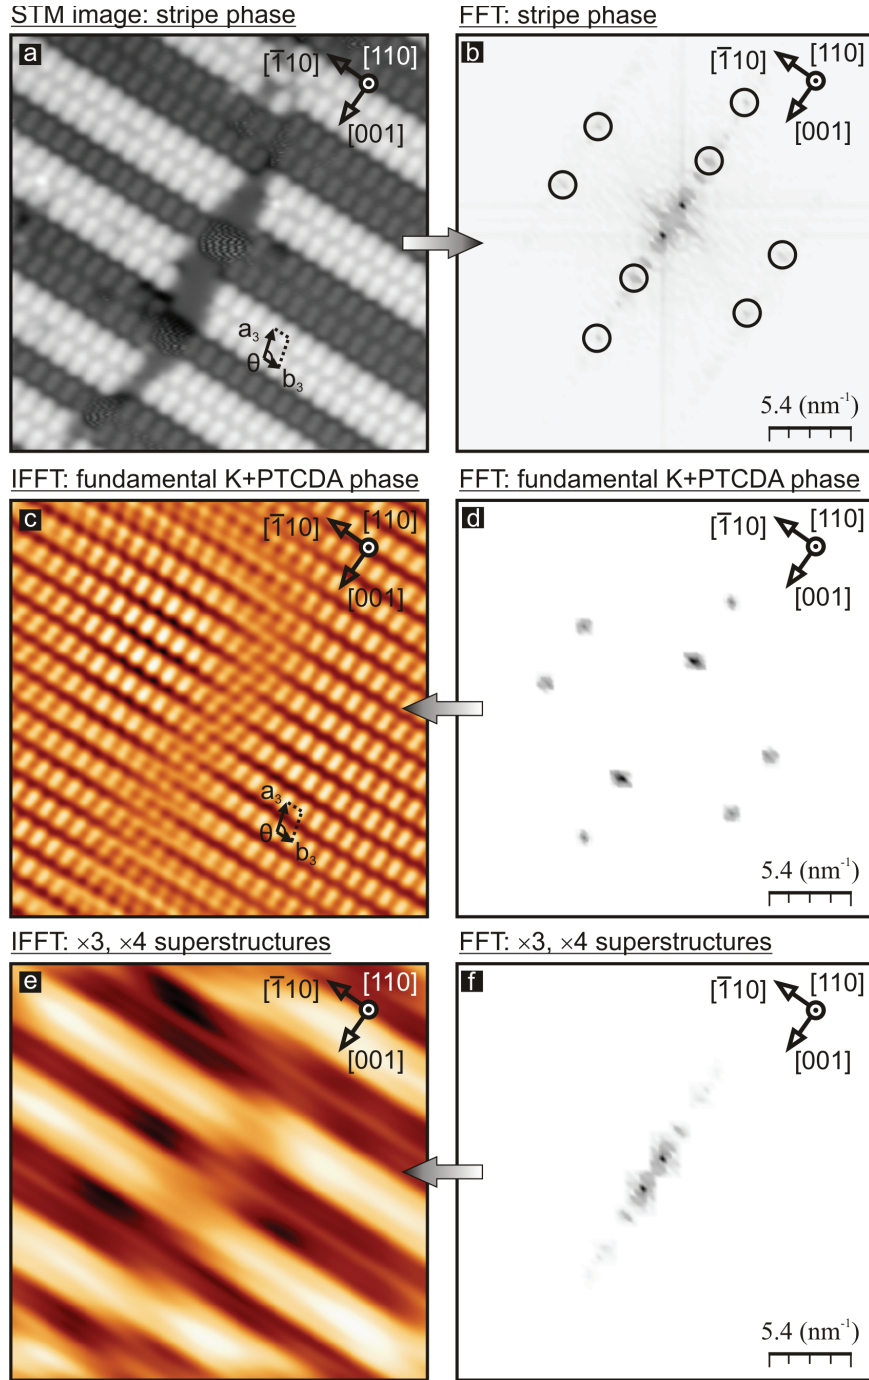 STM image: stripe phase
FFT: stripe phase
a
[1̅10]
[110]
[001]
a₃
θ
b₃
b
[1̅10]
[110]
[001]
5.4 (nm⁻¹)
IFFT: fundamental K+PTCDA phase
FFT: fundamental K+PTCDA phase
c
[1̅10]
[110]
[001]
a₃
θ
b₃
d
[1̅10]
[110]
[001]
5.4 (nm⁻¹)
IFFT: ×3, ×4 superstructures
FFT: ×3, ×4 superstructures
e
[1̅10]
[110]
[001]
f
[1̅10]
[110]
[001]
5.4 (nm⁻¹)